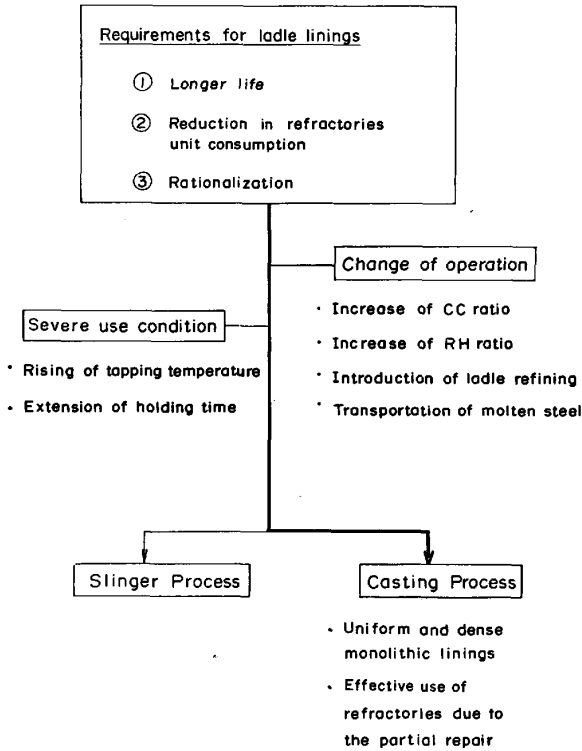 Requirements for ladle linings
① Longer life
② Reduction in refractories
unit consumption
③ Rationalization
Change of operation
· Increase of CC ratio
· Increase of RH ratio
· Introduction of ladle refining
· Transportation of molten steel
Severe use condition
· Rising of tapping temperature
· Extension of holding time
Slinger Process
Casting Process
· Uniform and dense
monolithic linings
· Effective use of
refractories due to
the partial repair